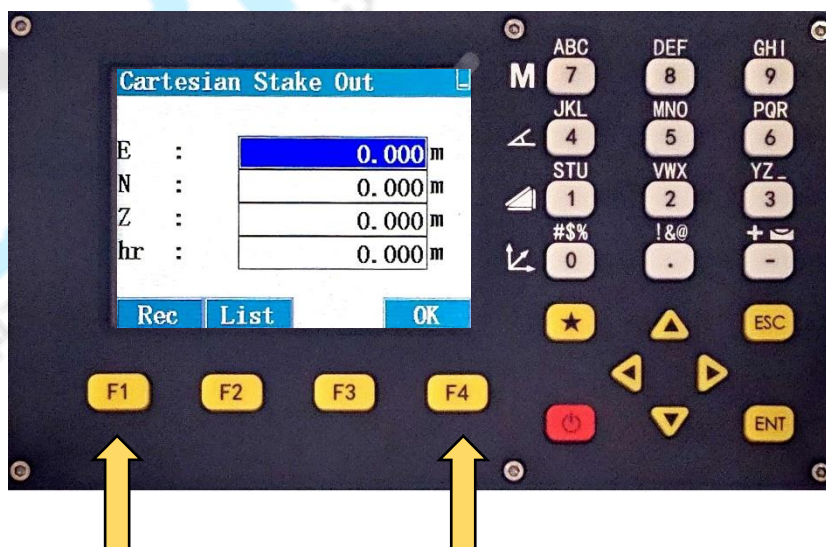 Cartesian Stake Out
E : 0.000 m
N : 0.000 m
Z : 0.000 m
hr : 0.000 m
Rec List OK
F1 F2 F3 F4
ABC DEF GHI
M 7 8 9
JKL MNO PQR
4 5 6
STU VWX YZ_
1 2 3
#$% !&@ +
0 . -
ESC
ENT